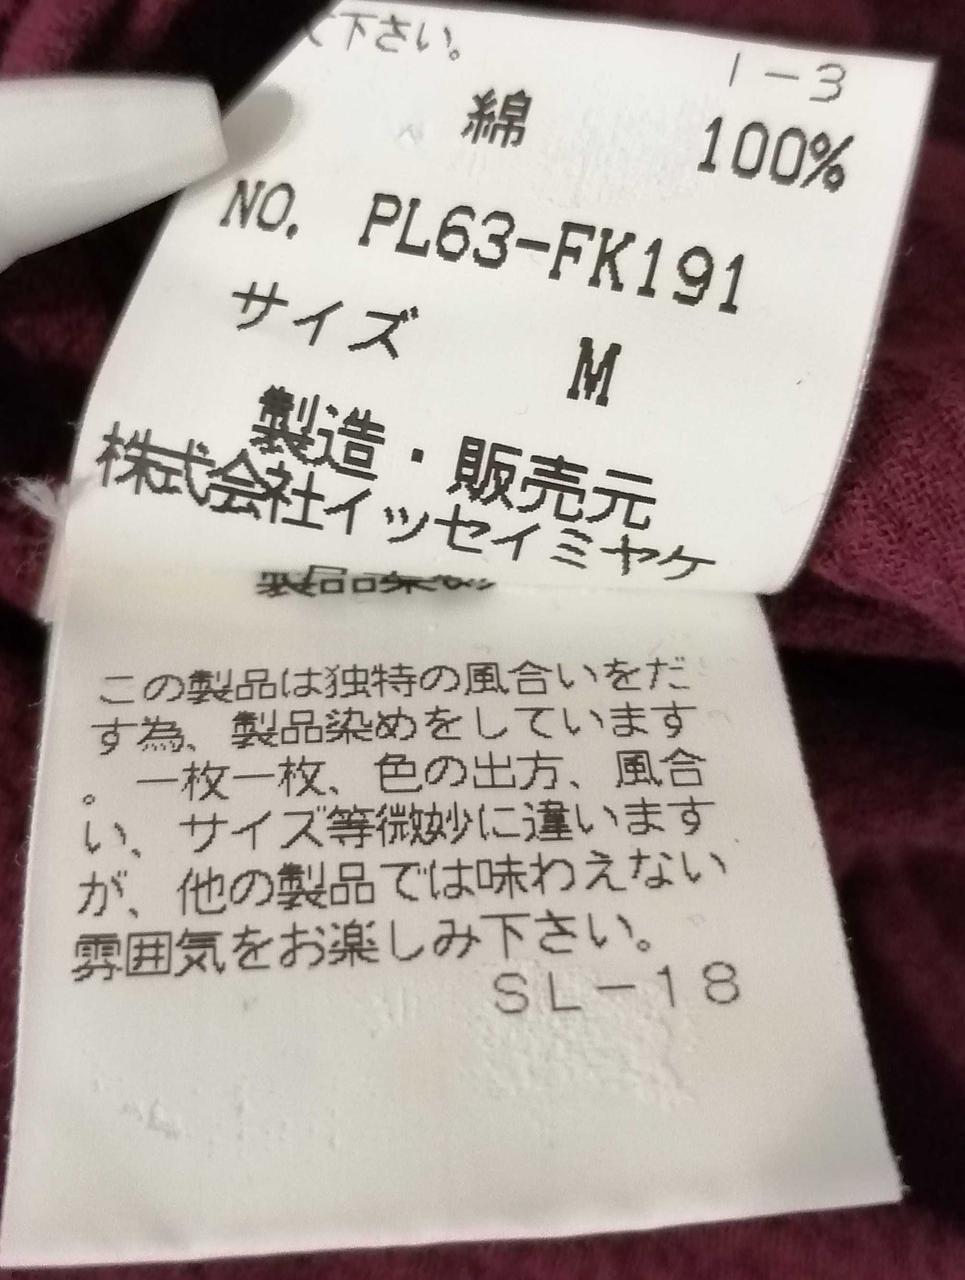 て下さい。
I-3
綿 100%
NO. PL63-FK191
サイズ M
製造・販売元
株式会社イッセイミヤケ
製品染め
この製品は独特の風合いをだ
す為、製品染めをしています
。一枚一枚、色の出方、風合
い、サイズ等微妙に違います
が、他の製品では味わえない
雰囲気をお楽しみ下さい。
SL-18